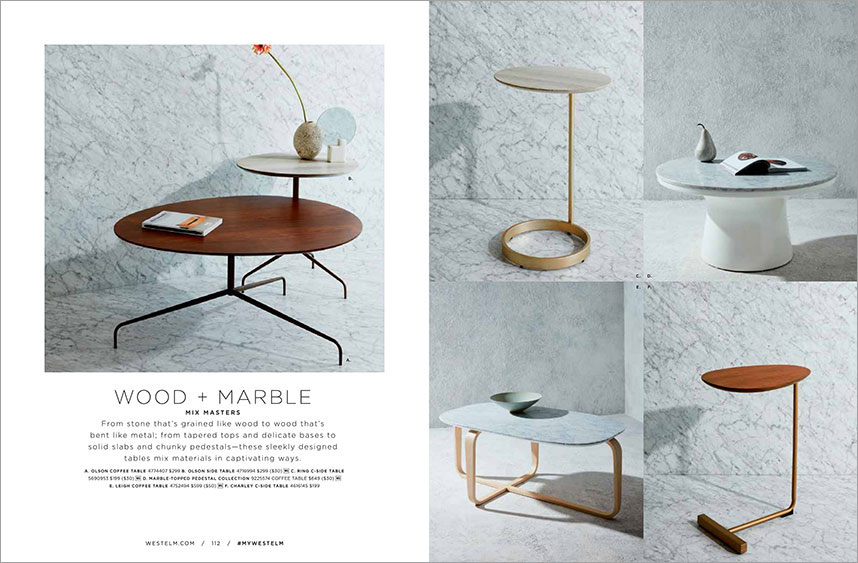 B.
A.
WOOD + MARBLE
MIX MASTERS
From stone that's grained like wood to wood that's
bent like metal; from tapered tops and delicate bases to
solid slabs and chunky pedestals—these sleekly designed
tables mix materials in captivating ways.
A. OLSON COFFEE TABLE 4774407 $299 B. OLSON SIDE TABLE 4716994 $299 ($30) C. RING C-SIDE TABLE
5690953 $199 ($30) D. MARBLE-TOPPED PEDESTAL COLLECTION 9225574 COFFEE TABLE $649 ($30)
E. LEIGH COFFEE TABLE 4752494 $599 ($50) F. CHARLEY C-SIDE TABLE 4616145 $199
WESTELM.COM / 112 / #MYWESTELM
C. D.
E. F.